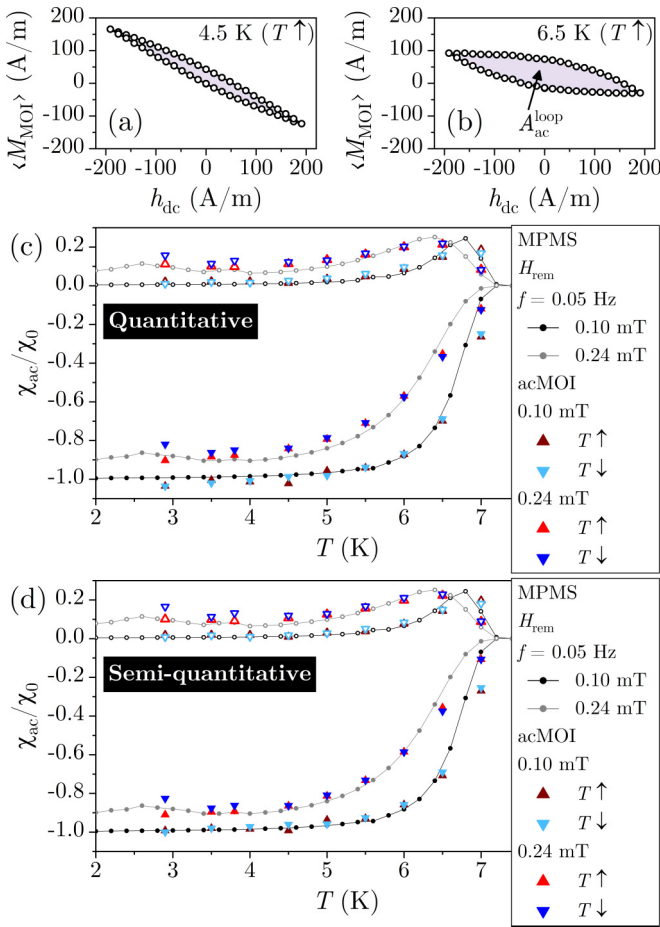 200
100
0
-100
-200
⟨M_MOI⟩ (A/m)
4.5 K (T ↑)
(a)
-200 -100 0 100 200
h_dc (A/m)
200
100
0
-100
-200
⟨M_MOI⟩ (A/m)
6.5 K (T ↑)
(b)
A_ac^loop
-200 -100 0 100 200
h_dc (A/m)
(c)
0.2
0.0
-0.2
-0.4
-0.6
-0.8
-1.0
χ_ac/χ_0
Quantitative
2 3 4 5 6 7
T (K)
MPMS
H_rem
f = 0.05 Hz
0.10 mT
0.24 mT
acMOI
0.10 mT
T ↑
T ↓
0.24 mT
T ↑
T ↓
(d)
0.2
0.0
-0.2
-0.4
-0.6
-0.8
-1.0
χ_ac/χ_0
Semi-quantitative
2 3 4 5 6 7
T (K)
MPMS
H_rem
f = 0.05 Hz
0.10 mT
0.24 mT
acMOI
0.10 mT
T ↑
T ↓
0.24 mT
T ↑
T ↓